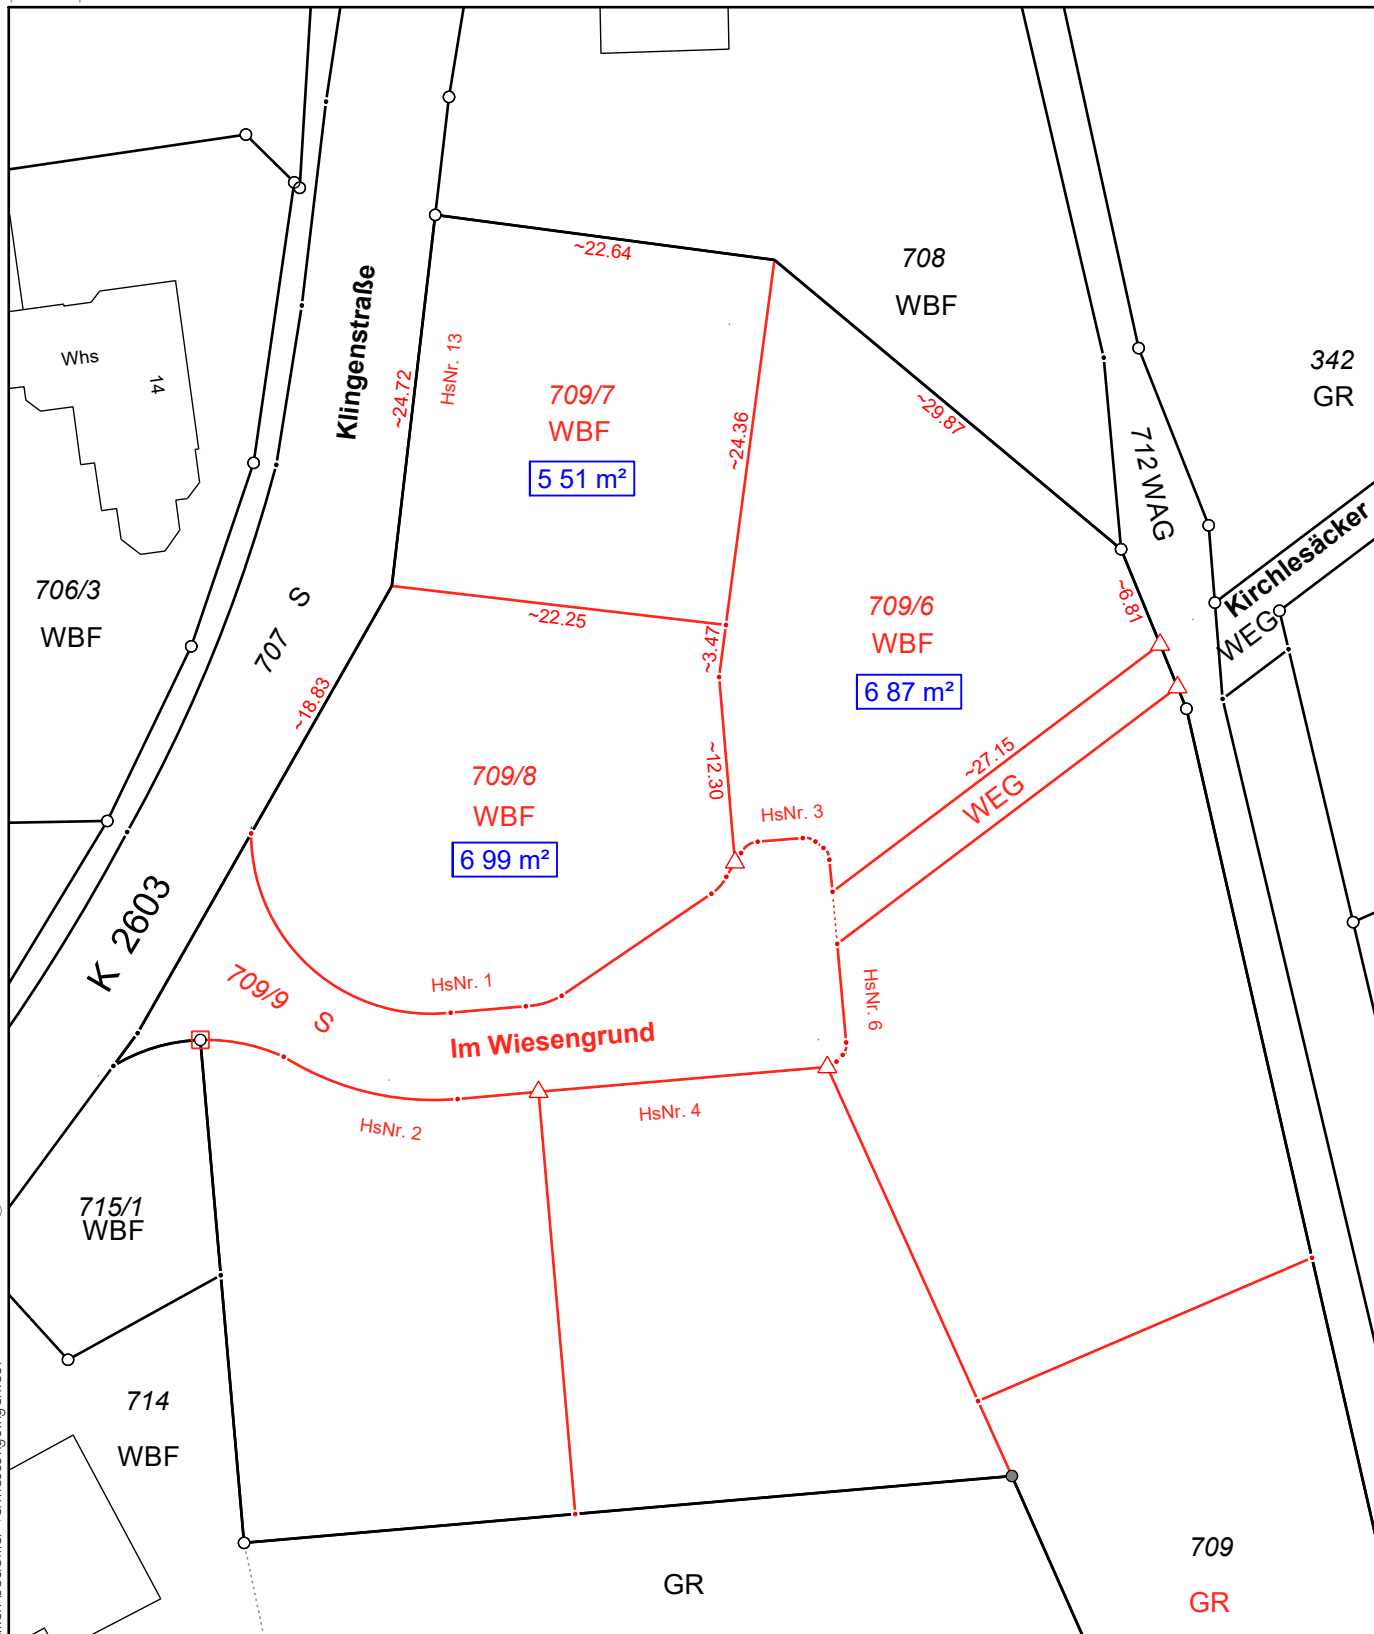 ~22.64
708
WBF
Klingenstraße
HsNr. 13
~24.72
Whs
14
709/7
WBF
5 51 m²
~24.36
~29.87
342
GR
712 WAG
Kirchlesäcker
WEG
706/3
WBF
707 S
~22.25
~3.47
709/6
WBF
6 87 m²
~6.81
~18.83
709/8
WBF
6 99 m²
~12.30
~27.15
WEG
HsNr. 3
K 2603
709/9 S
HsNr. 1
HsNr. 6
Im Wiesengrund
HsNr. 2
HsNr. 4
715/1
WBF
714
WBF
GR
709
GR